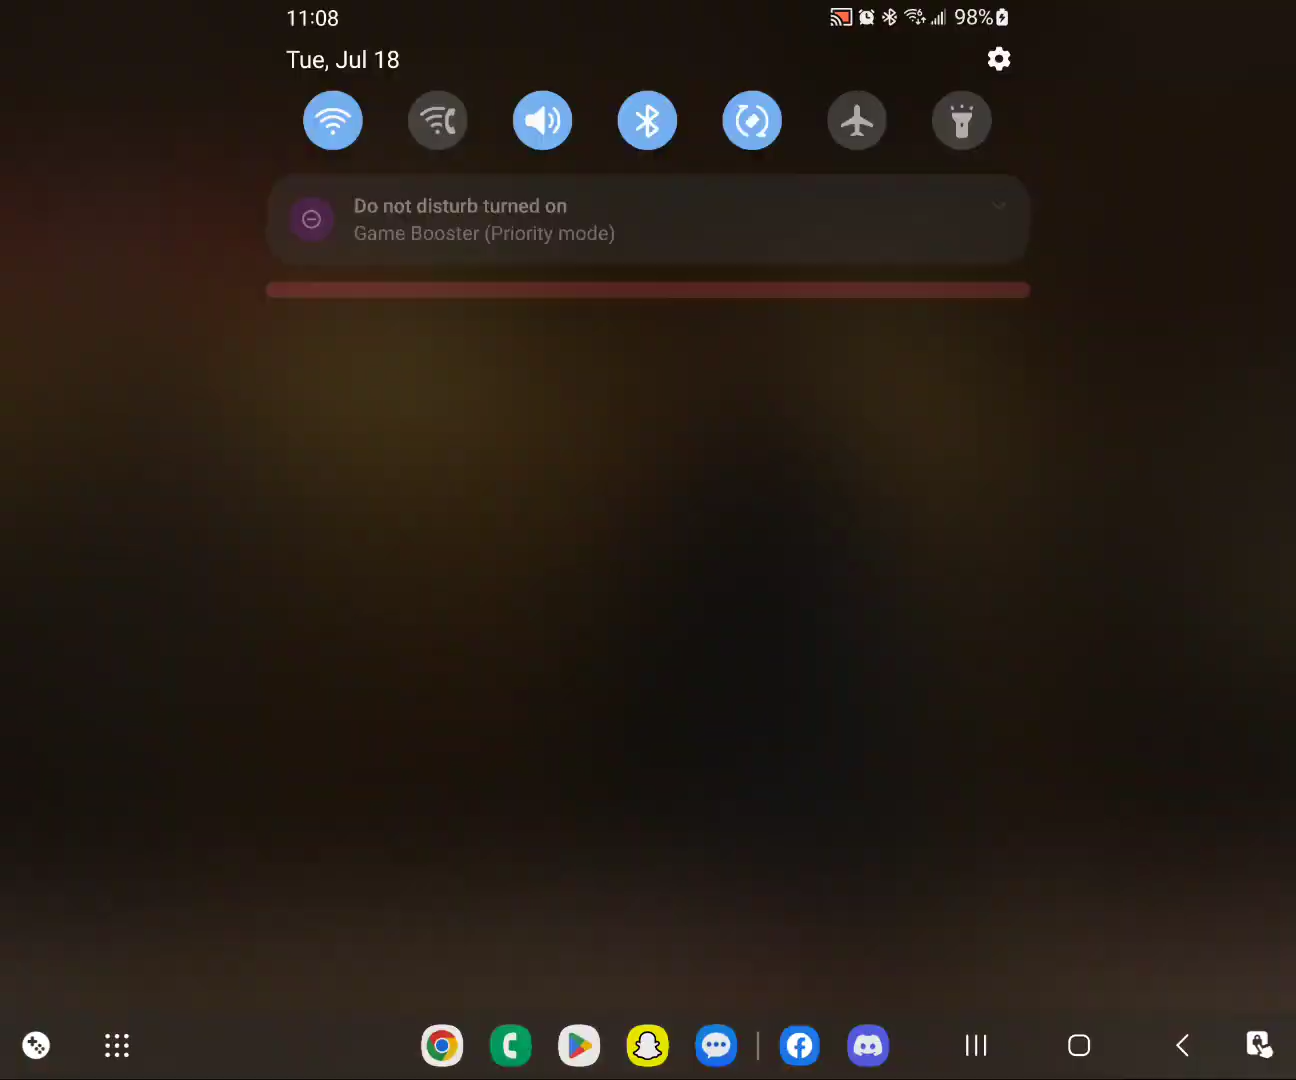 11:08
98%
Tue, Jul 18
Do not disturb turned on
Game Booster (Priority mode)